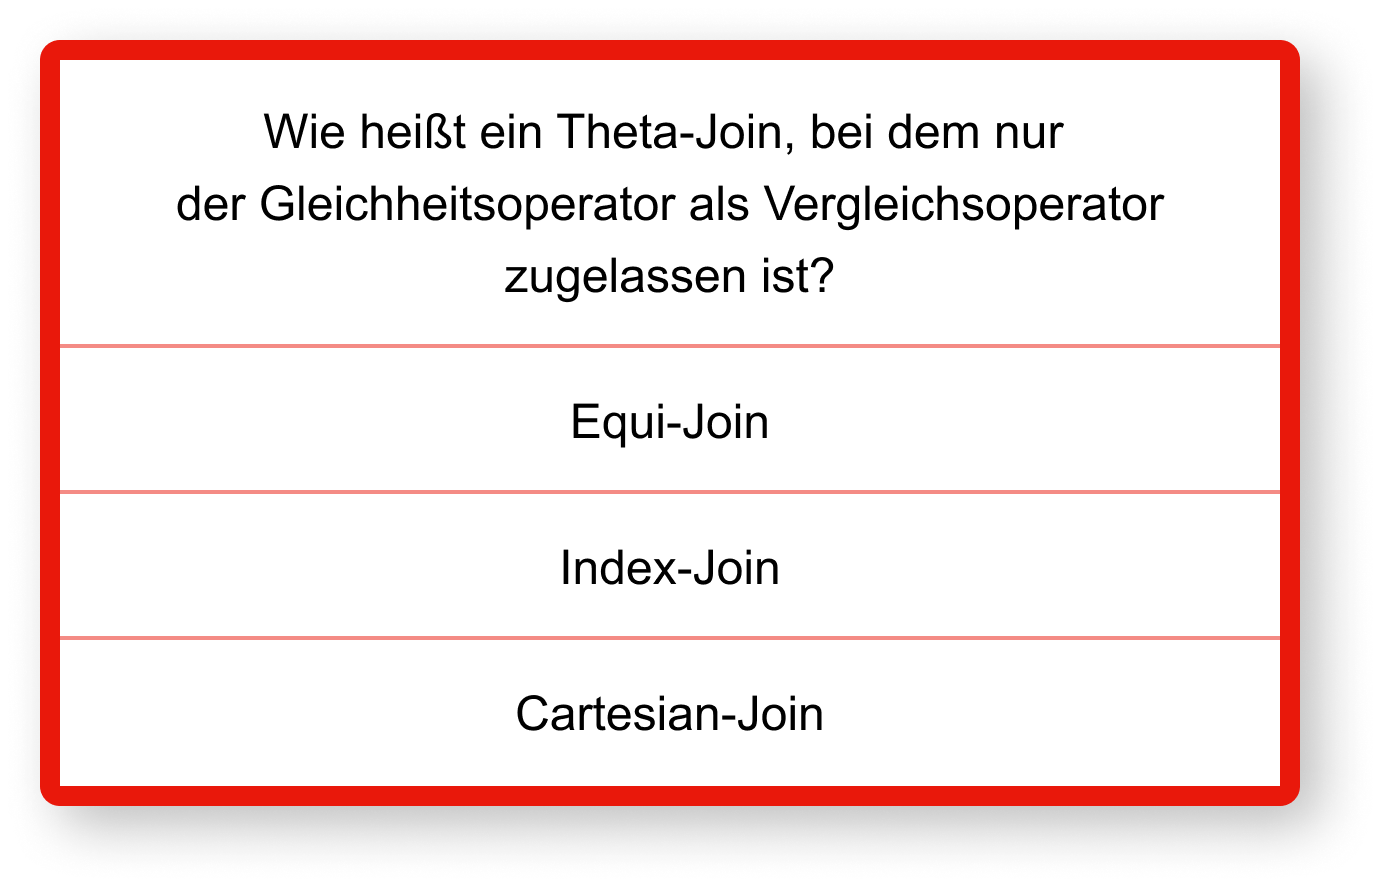 Wie heißt ein Theta-Join, bei dem nur
der Gleichheitsoperator als Vergleichsoperator
zugelassen ist?
Equi-Join
Index-Join
Cartesian-Join